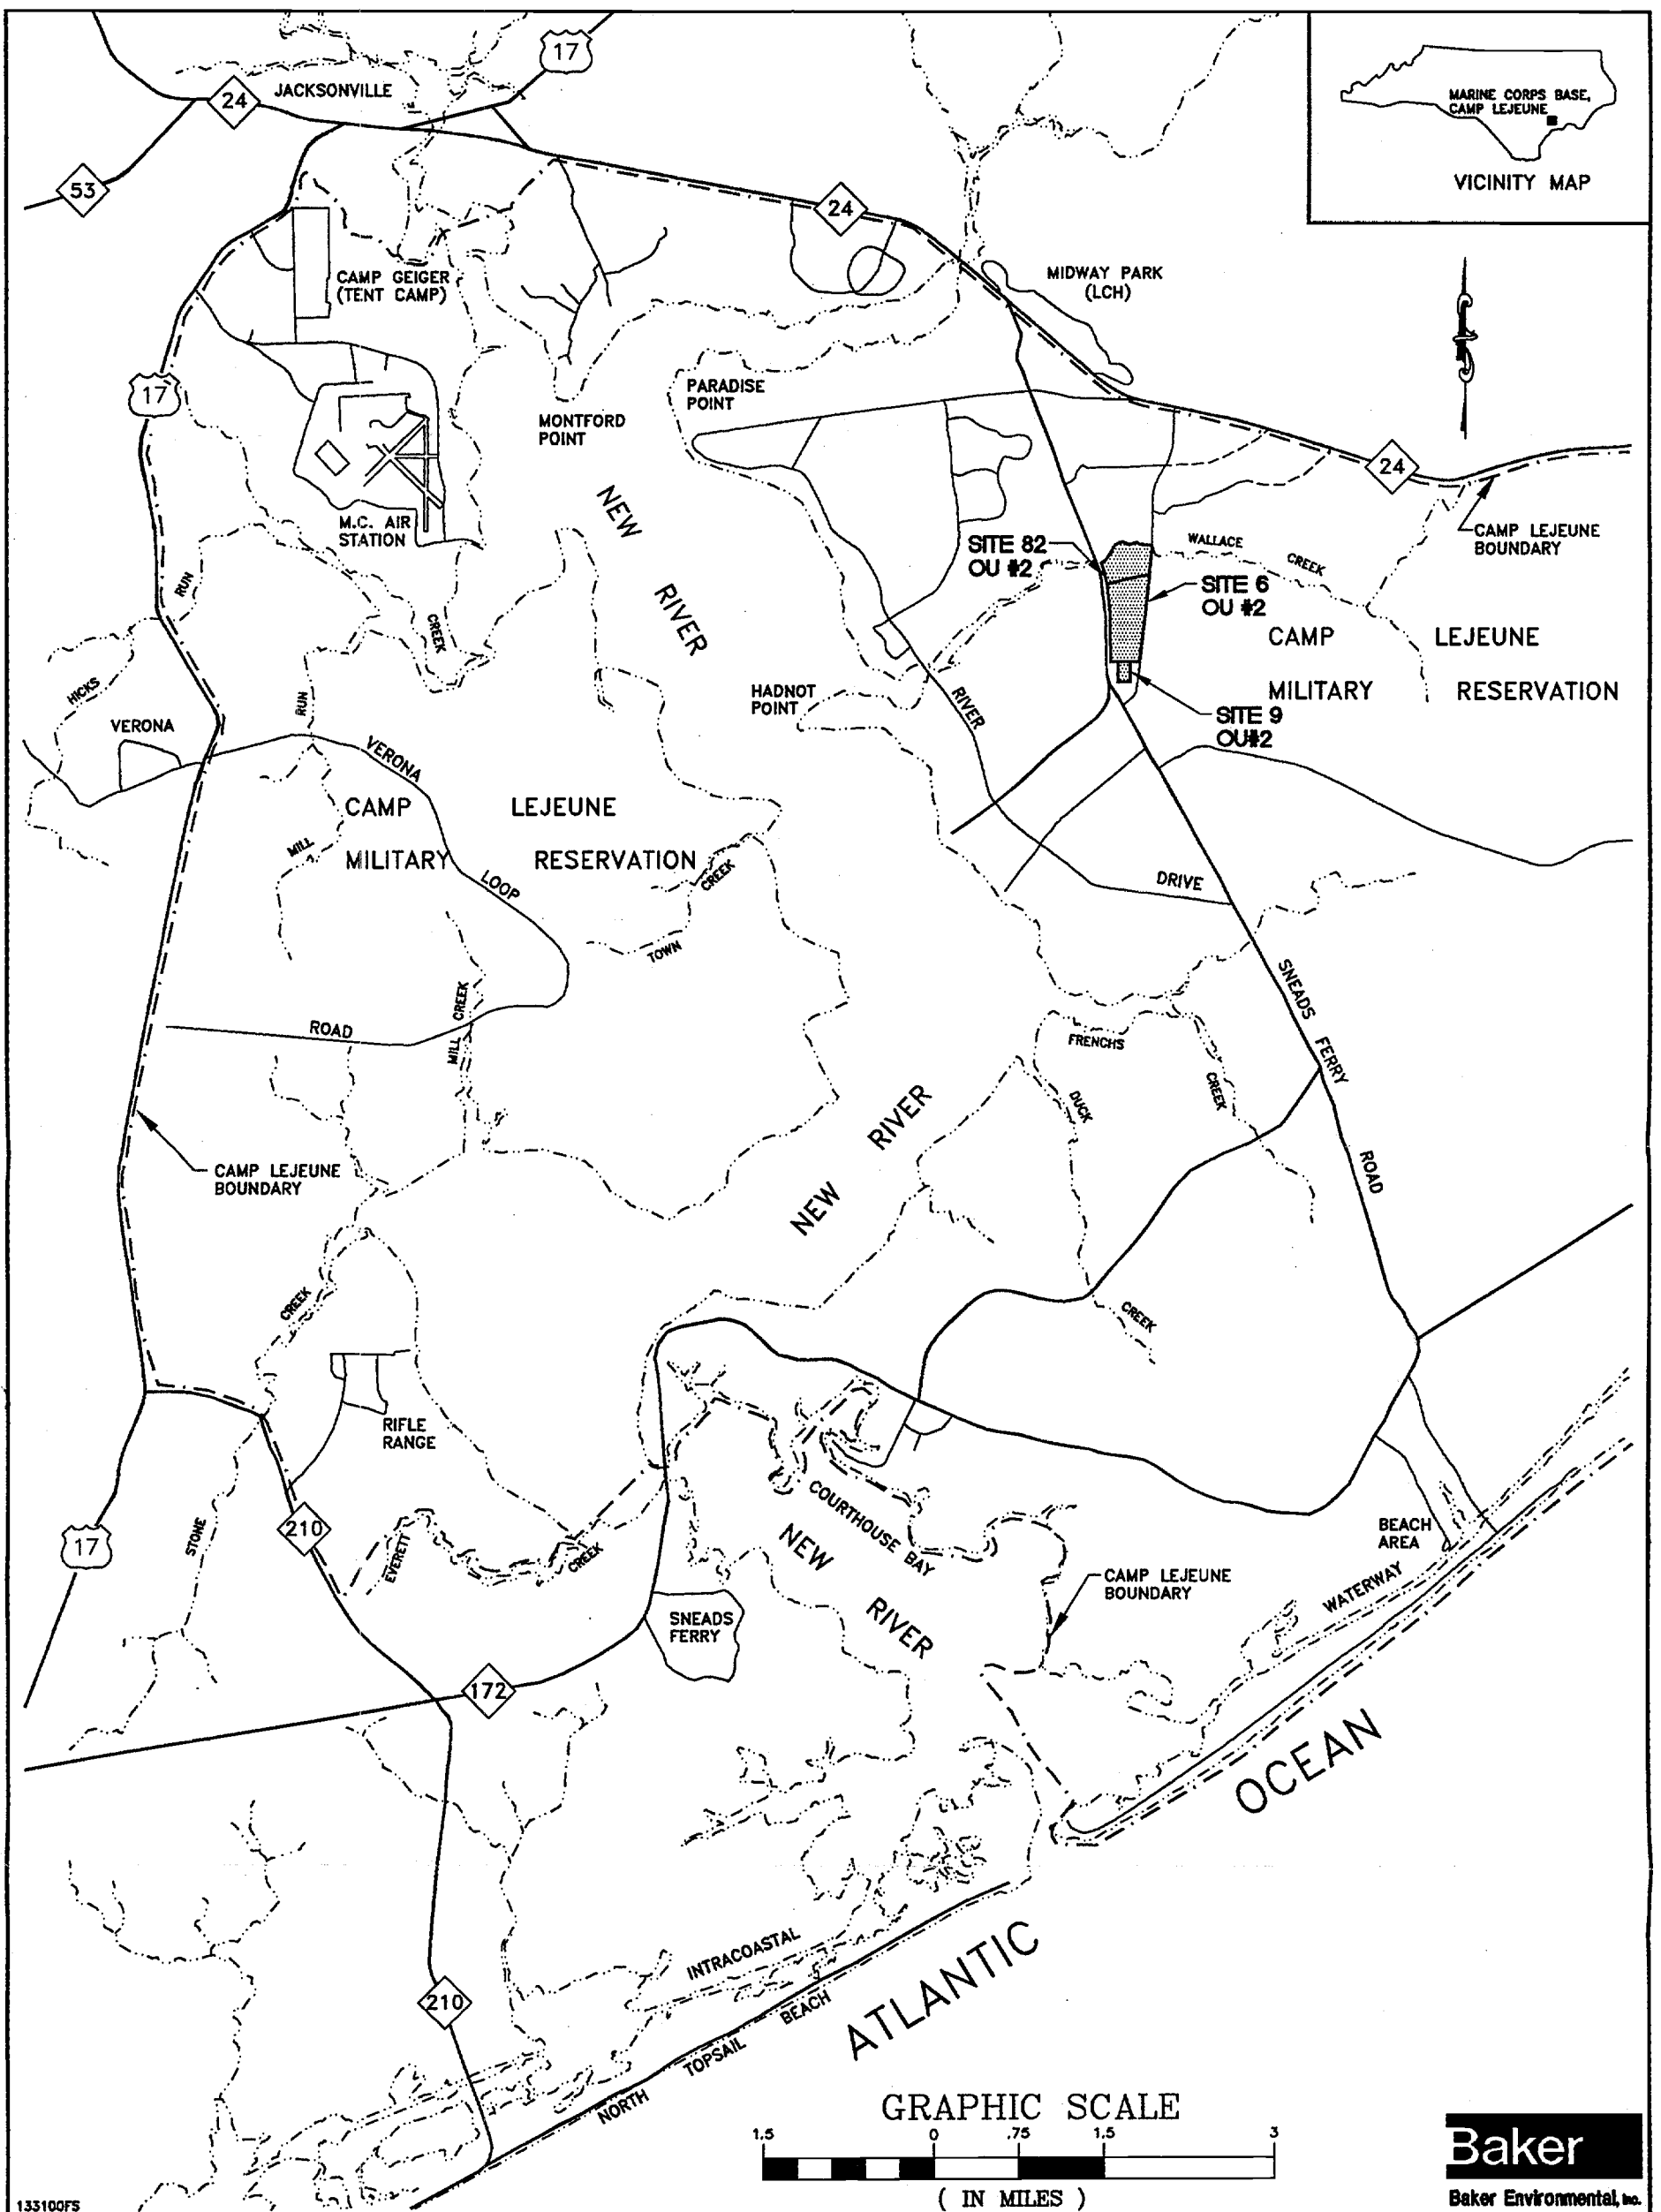 17
24
JACKSONVILLE
53
MARINE CORPS BASE,
CAMP LEJEUNE
VICINITY MAP
24
CAMP GEIGER
(TENT CAMP)
MIDWAY PARK
(LCH)
17
PARADISE
POINT
MONTFORD
POINT
24
M.C. AIR
STATION
NEW
RIVER
CAMP LEJEUNE
BOUNDARY
SITE 82
OU #2
WALLACE
CREEK
SITE 6
OU #2
RUN
CREEK
CAMP LEJEUNE
MILITARY RESERVATION
HICKS
RUN
HADNOT
POINT
RIVER
SITE 9
OU#2
VERONA
VERONA
CAMP LEJEUNE
MILITARY RESERVATION
MILL
LOOP
CREEK
TOWN
DRIVE
SNEADS
FERRY
ROAD
CREEK
MILL
ROAD
FRENCHS
CREEK
DUCK
CREEK
NEW
RIVER
CAMP LEJEUNE
BOUNDARY
CREEK
RIFLE
RANGE
STONE
210
17
EVERETT
CREEK
COURTHOUSE BAY
NEW
RIVER
BEACH
AREA
CAMP LEJEUNE
BOUNDARY
WATERWAY
SNEADS
FERRY
172
OCEAN
INTRACOASTAL
ATLANTIC
210
NORTH TOPSAIL BEACH
GRAPHIC SCALE
1.5 0 .75 1.5 3
( IN MILES )
Baker
Baker Environmental, Inc.
133100FS